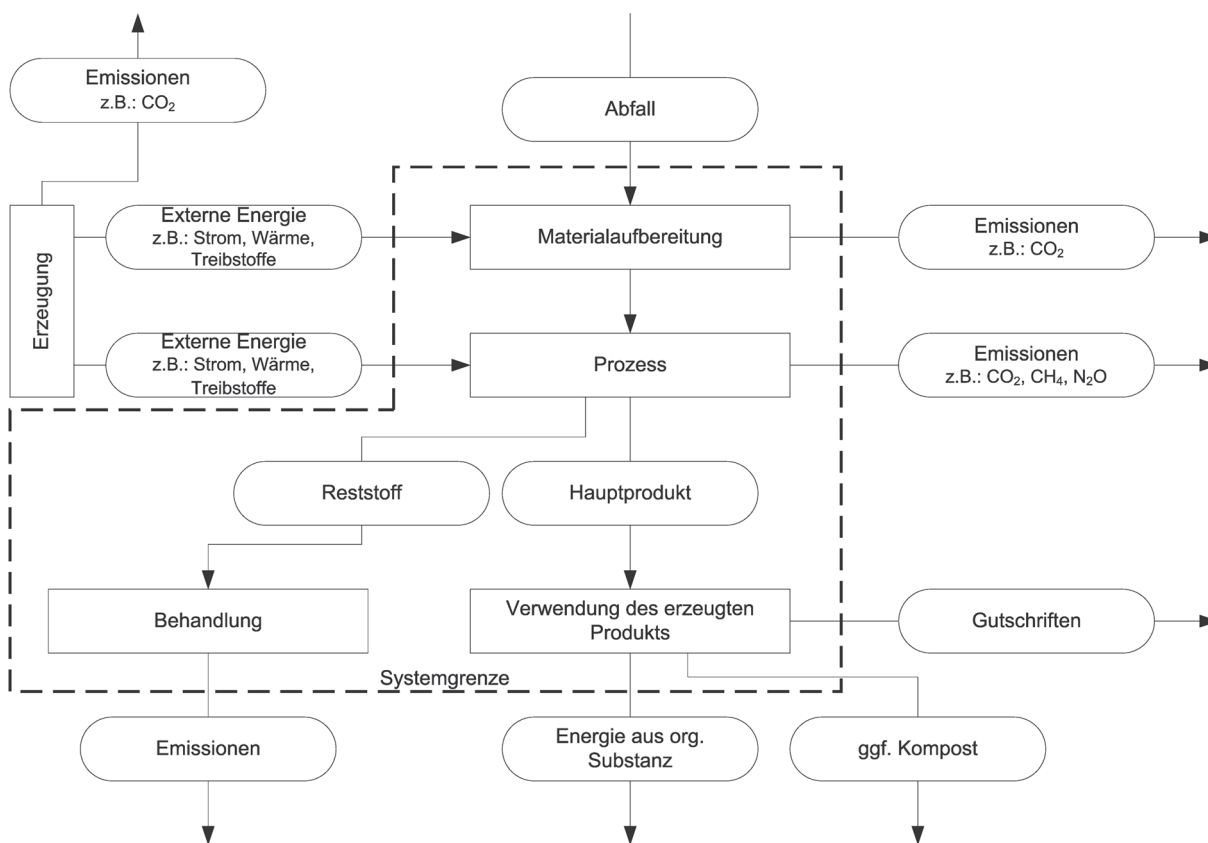 Emissionen
z.B.: CO₂
Abfall
Erzeugung
Externe Energie
z.B.: Strom, Wärme,
Treibstoffe
Materialaufbereitung
Emissionen
z.B.: CO₂
Externe Energie
z.B.: Strom, Wärme,
Treibstoffe
Prozess
Emissionen
z.B.: CO₂, CH₄, N₂O
Reststoff
Hauptprodukt
Behandlung
Verwendung des erzeugten
Produkts
Gutschriften
Systemgrenze
Emissionen
Energie aus org.
Substanz
ggf. Kompost